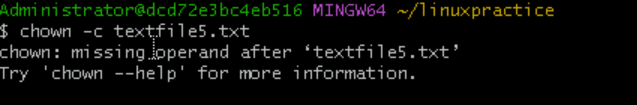 Administrator@dcd72e3bc4eb516 MINGW64 ~/linuxpractice
$ chown -c textfile5.txt
chown: missing operand after ‘textfile5.txt’
Try 'chown --help' for more information.